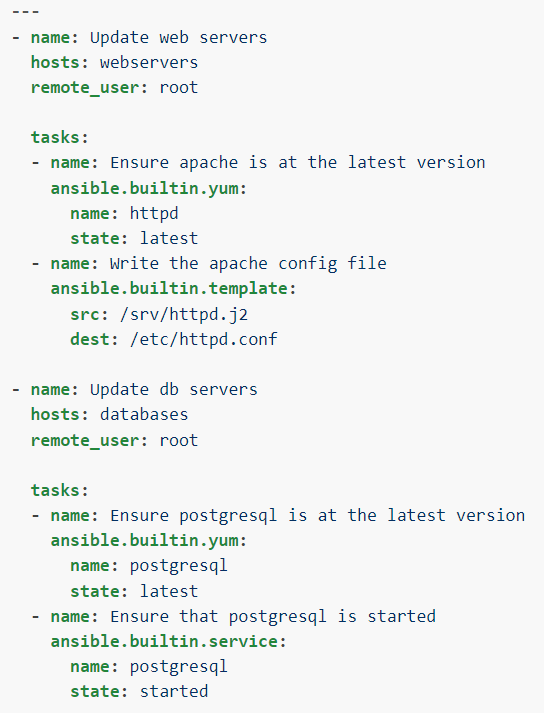 ---
- name: Update web servers
  hosts: webservers
  remote_user: root

  tasks:
  - name: Ensure apache is at the latest version
    ansible.builtin.yum:
      name: httpd
      state: latest
  - name: Write the apache config file
    ansible.builtin.template:
      src: /srv/httpd.j2
      dest: /etc/httpd.conf

- name: Update db servers
  hosts: databases
  remote_user: root

  tasks:
  - name: Ensure postgresql is at the latest version
    ansible.builtin.yum:
      name: postgresql
      state: latest
  - name: Ensure that postgresql is started
    ansible.builtin.service:
      name: postgresql
      state: started